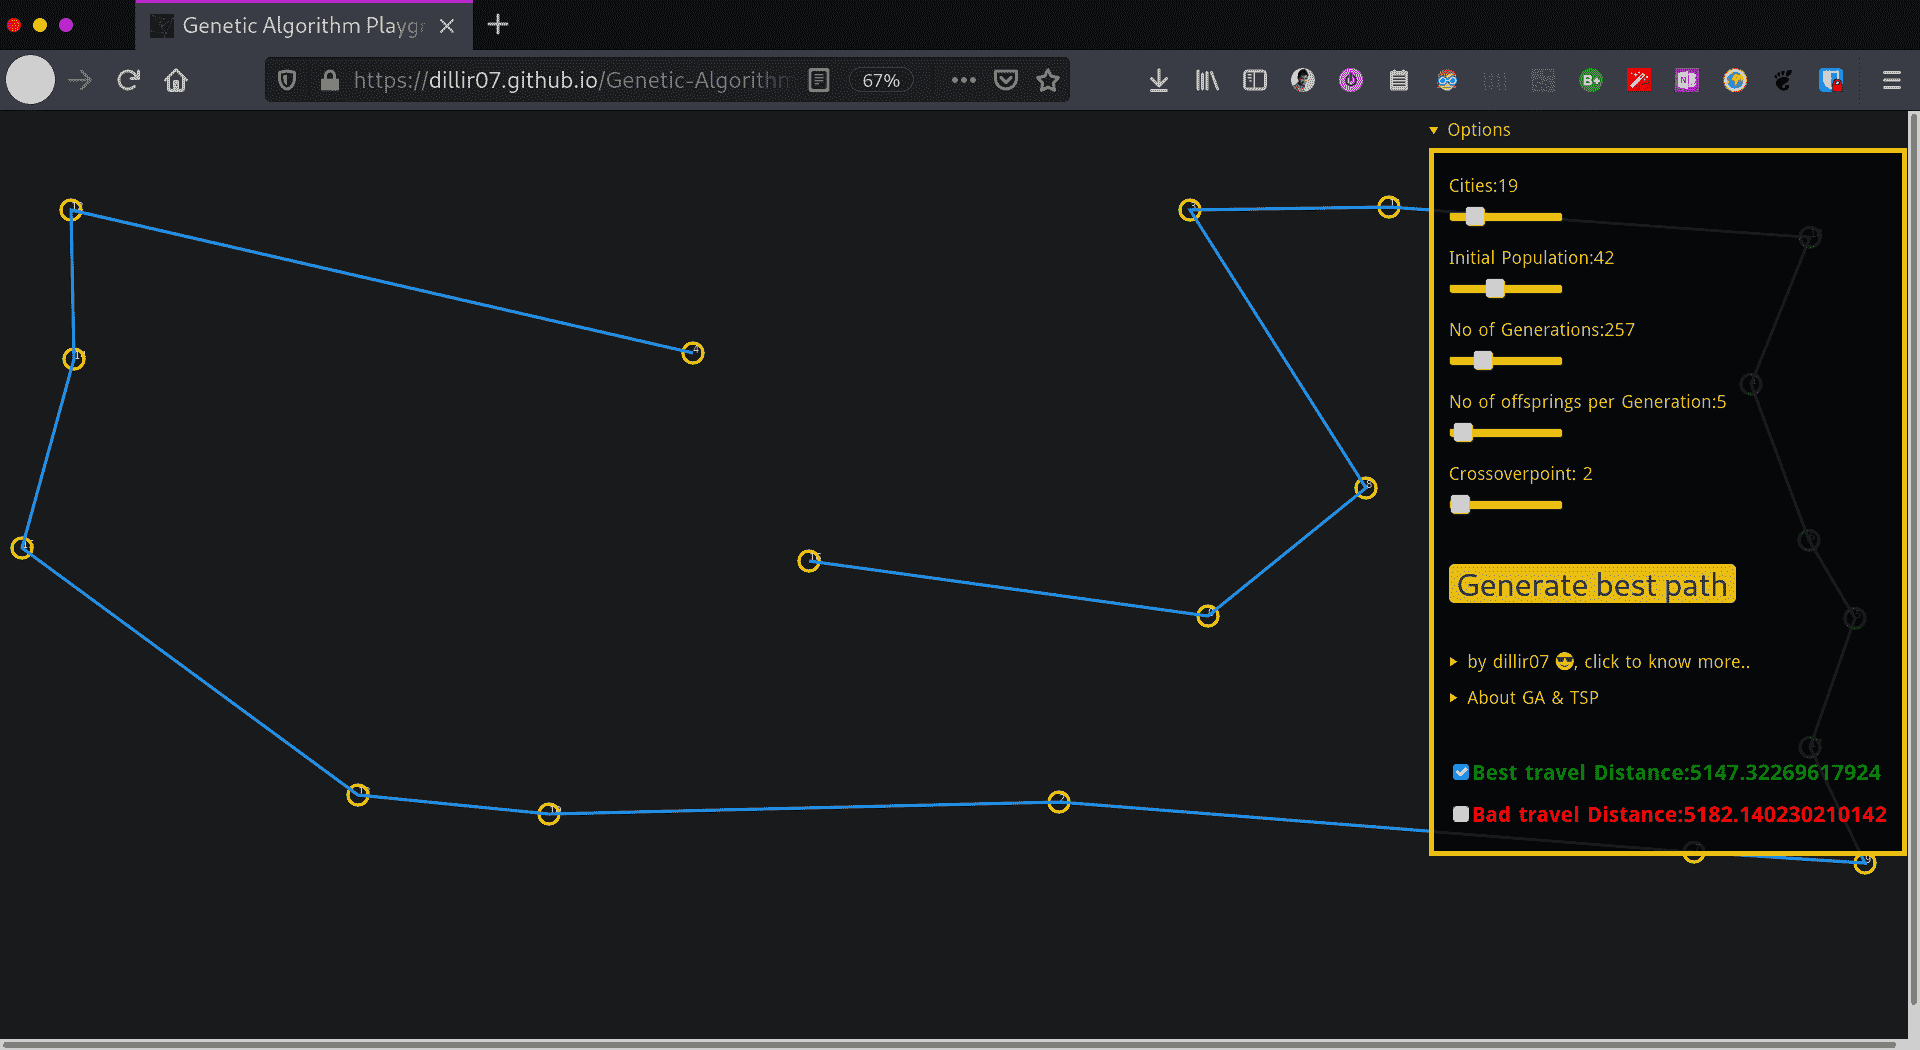 Genetic Algorithm Playgr
https://dillir07.github.io/Genetic-Algorithm
67%
Options
Cities:19
Initial Population:42
No of Generations:257
No of offsprings per Generation:5
Crossoverpoint: 2
Generate best path
by dillir07 😎, click to know more..
About GA & TSP
Best travel Distance:5147.32269617924
Bad travel Distance:5182.140230210142